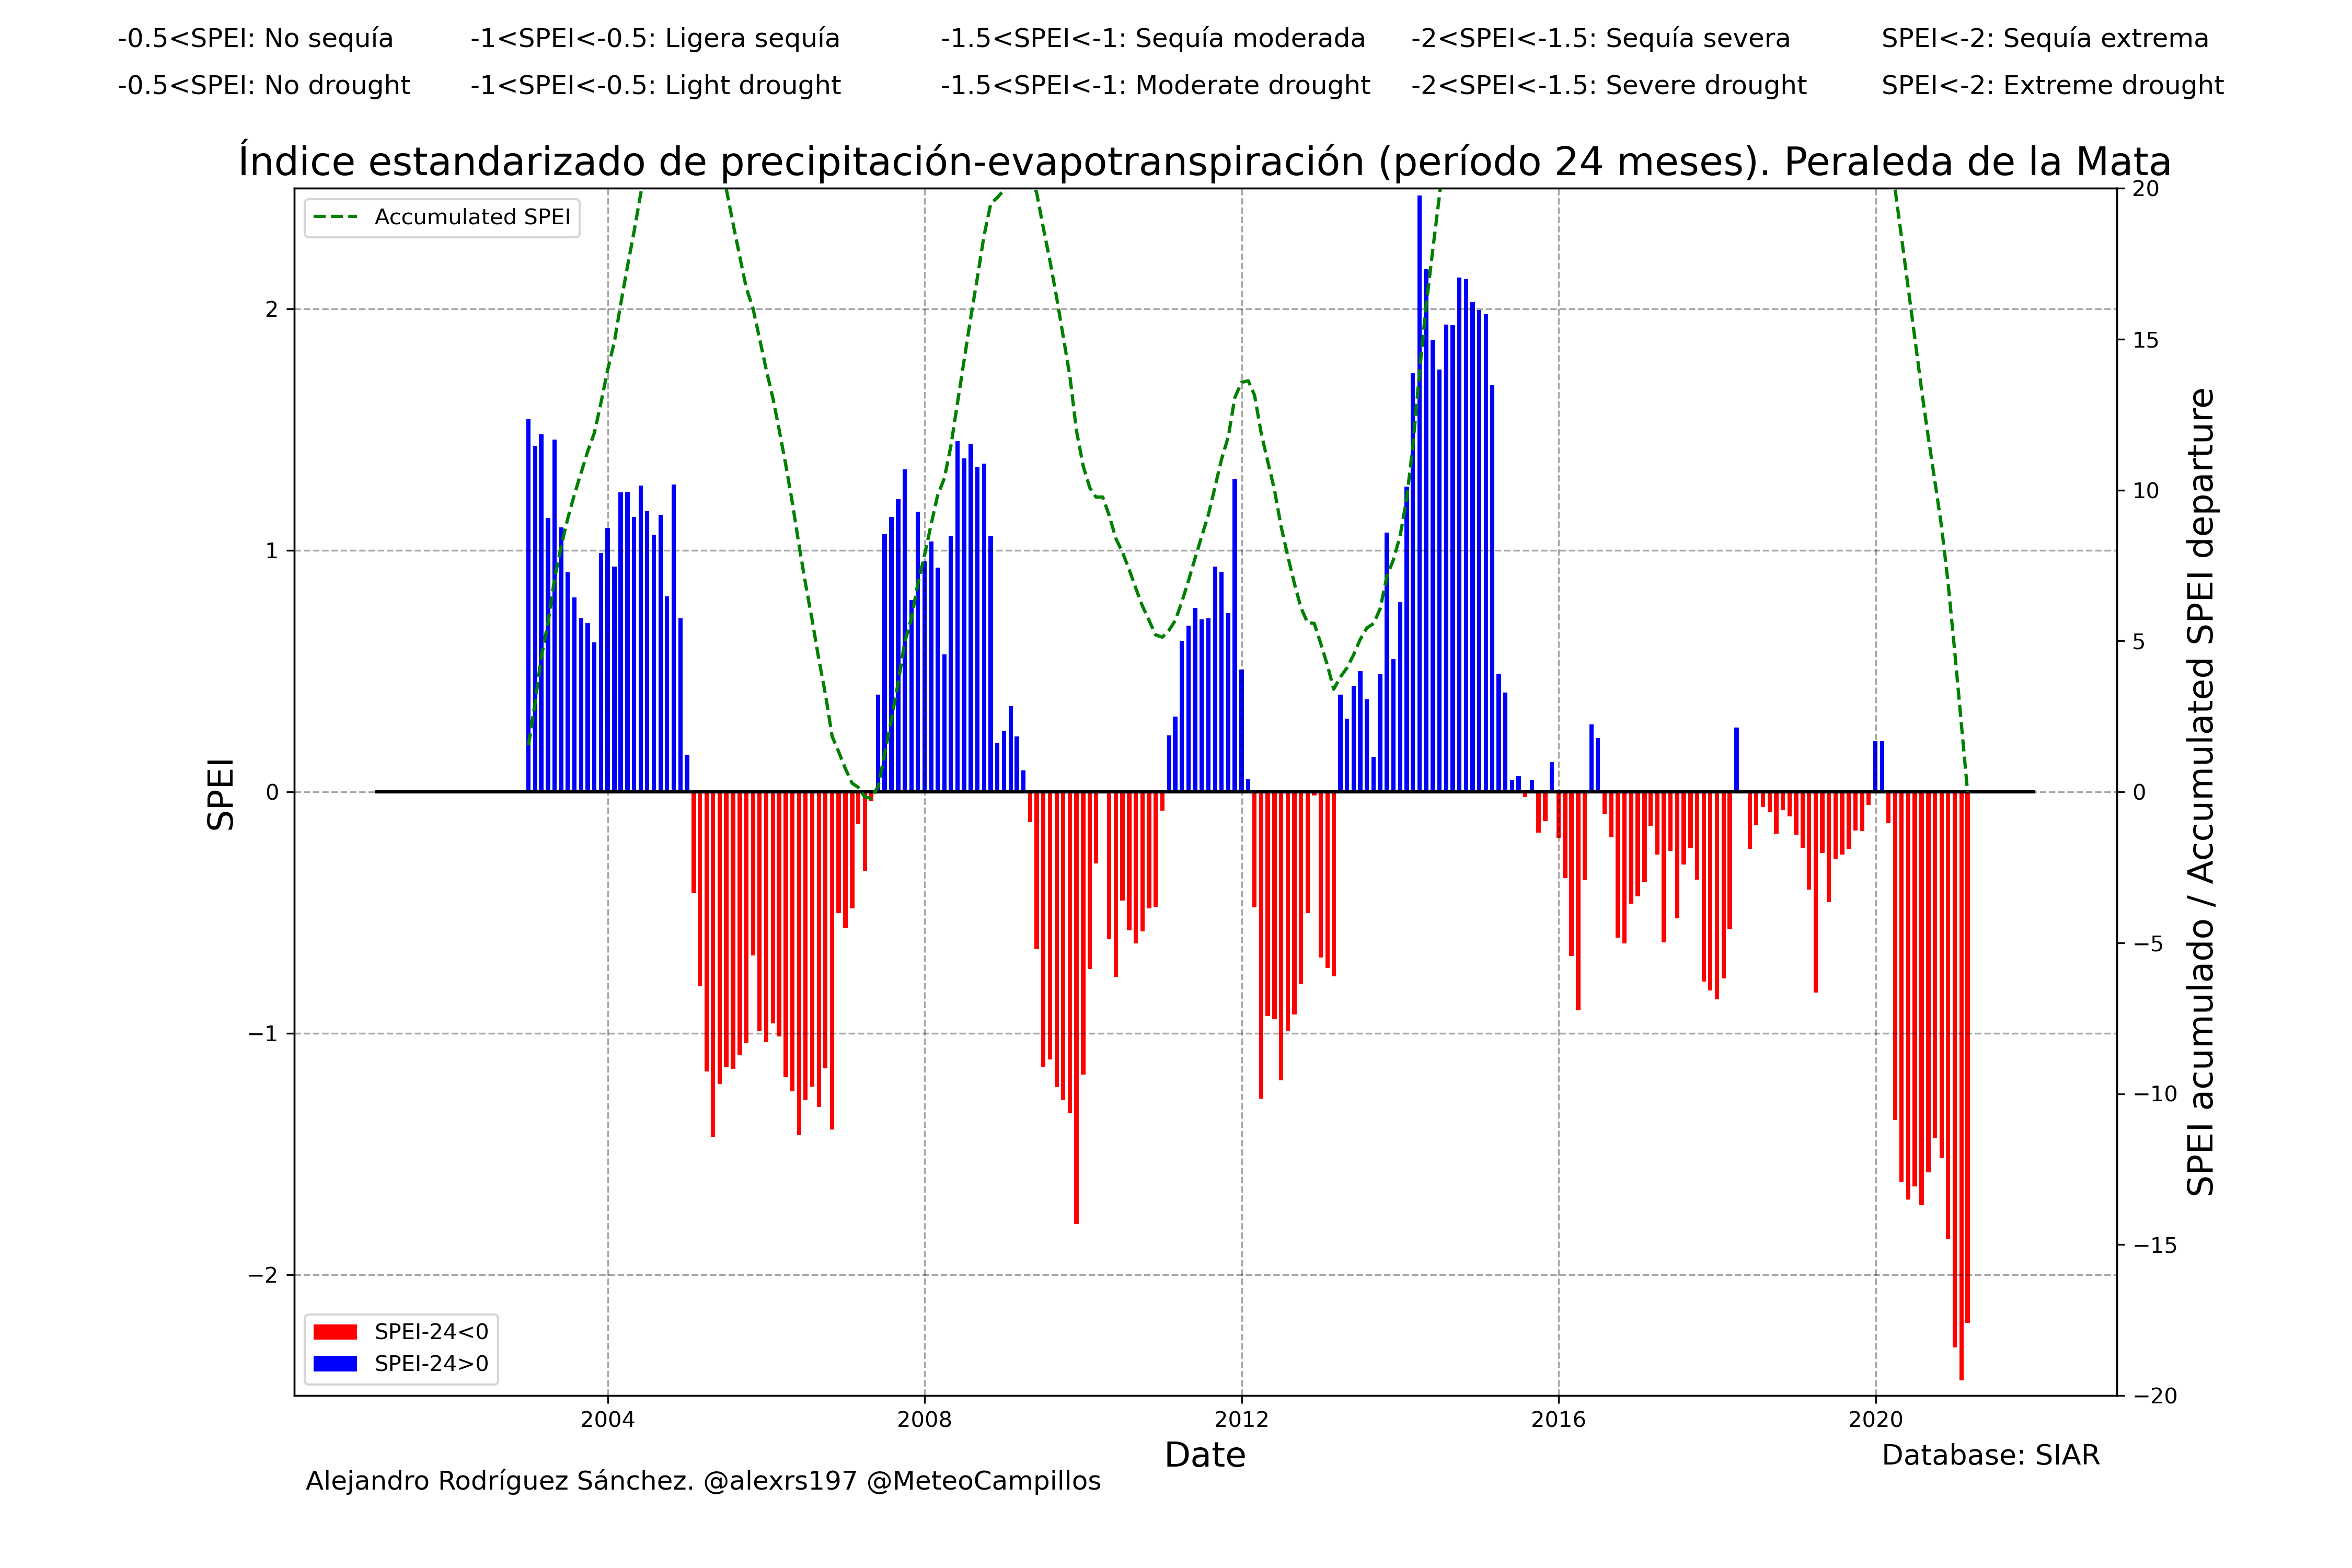 -0.5<SPEI: No sequía -1<SPEI<-0.5: Ligera sequía -1.5<SPEI<-1: Sequía moderada -2<SPEI<-1.5: Sequía severa SPEI<-2: Sequía extrema
-0.5<SPEI: No drought -1<SPEI<-0.5: Light drought -1.5<SPEI<-1: Moderate drought -2<SPEI<-1.5: Severe drought SPEI<-2: Extreme drought
Índice estandarizado de precipitación-evapotranspiración (período 24 meses). Peraleda de la Mata
Accumulated SPEI
SPEI
2
1
0
−1
−2
20
15
10
5
0
−5
−10
−15
−20
SPEI acumulado / Accumulated SPEI departure
SPEI-24<0
SPEI-24>0
2004 2008 2012 2016 2020
Date
Database: SIAR
Alejandro Rodríguez Sánchez. @alexrs197 @MeteoCampillos